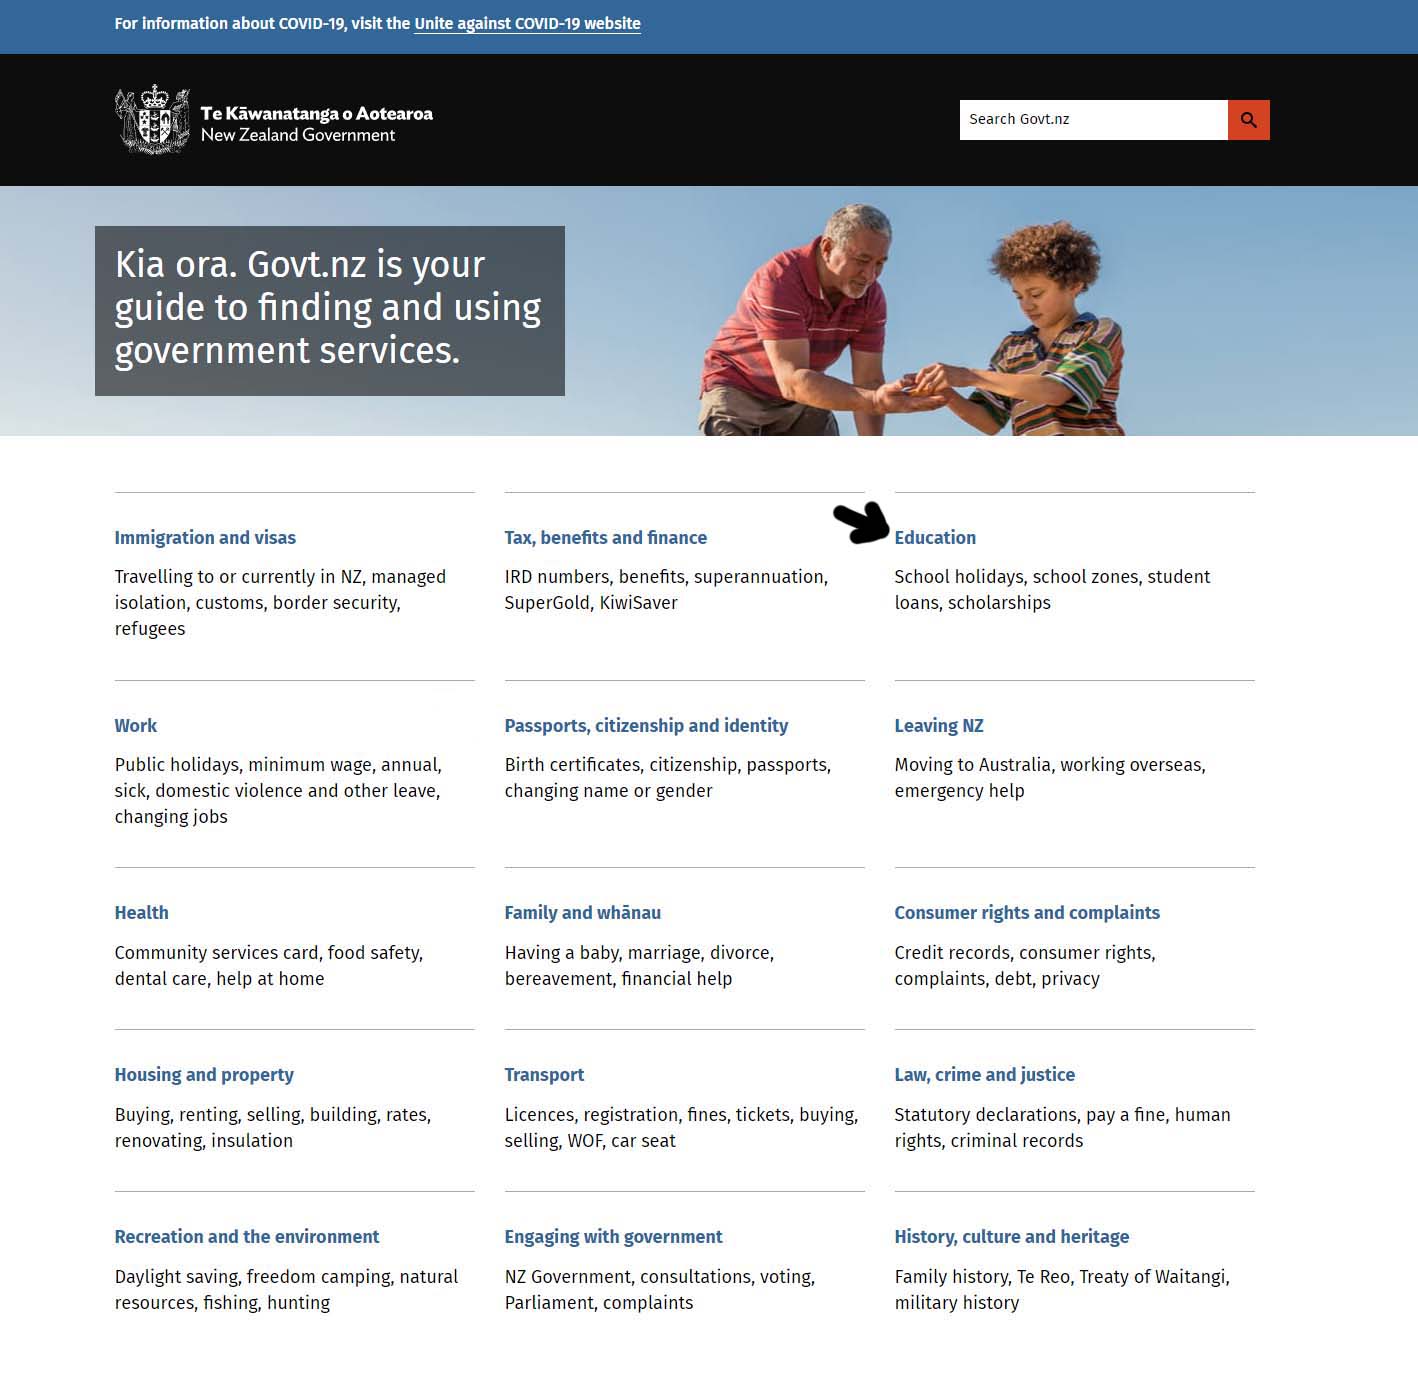 For information about COVID-19, visit the Unite against COVID-19 website
Te Kāwanatanga o Aotearoa
New Zealand Government
Search Govt.nz
Kia ora. Govt.nz is your
guide to finding and using
government services.
Immigration and visas
Travelling to or currently in NZ, managed
isolation, customs, border security,
refugees
Tax, benefits and finance
IRD numbers, benefits, superannuation,
SuperGold, KiwiSaver
Education
School holidays, school zones, student
loans, scholarships
Work
Public holidays, minimum wage, annual,
sick, domestic violence and other leave,
changing jobs
Passports, citizenship and identity
Birth certificates, citizenship, passports,
changing name or gender
Leaving NZ
Moving to Australia, working overseas,
emergency help
Health
Community services card, food safety,
dental care, help at home
Family and whānau
Having a baby, marriage, divorce,
bereavement, financial help
Consumer rights and complaints
Credit records, consumer rights,
complaints, debt, privacy
Housing and property
Buying, renting, selling, building, rates,
renovating, insulation
Transport
Licences, registration, fines, tickets, buying,
selling, WOF, car seat
Law, crime and justice
Statutory declarations, pay a fine, human
rights, criminal records
Recreation and the environment
Daylight saving, freedom camping, natural
resources, fishing, hunting
Engaging with government
NZ Government, consultations, voting,
Parliament, complaints
History, culture and heritage
Family history, Te Reo, Treaty of Waitangi,
military history